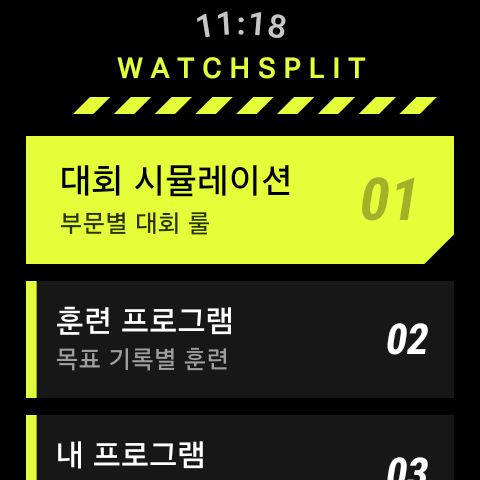 11:18
WATCHSPLIT
대회 시뮬레이션
부문별 대회 룰
01
훈련 프로그램
목표 기록별 훈련
02
내 프로그램
03